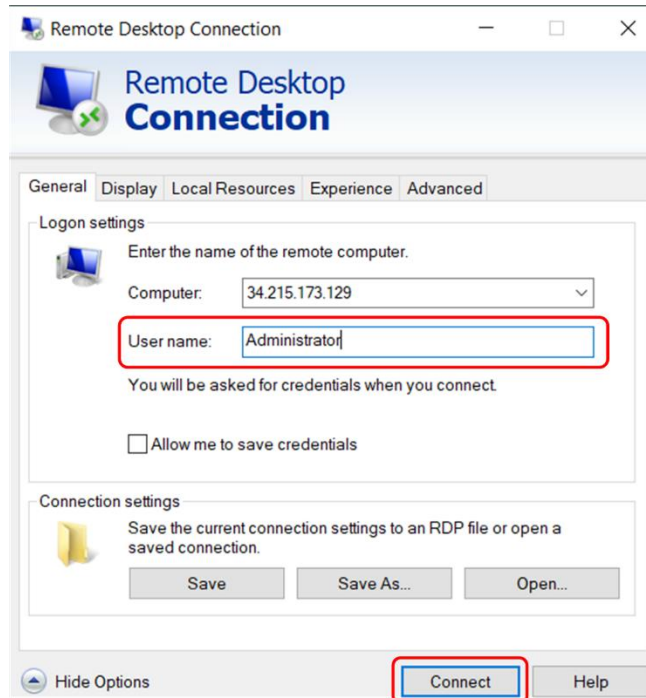 Remote Desktop Connection
Remote Desktop
Connection
General Display Local Resources Experience Advanced
Logon settings
Enter the name of the remote computer.
Computer: 34.215.173.129
User name: Administrator
You will be asked for credentials when you connect.
Allow me to save credentials
Connection settings
Save the current connection settings to an RDP file or open a
saved connection.
Save Save As... Open...
Hide Options Connect Help